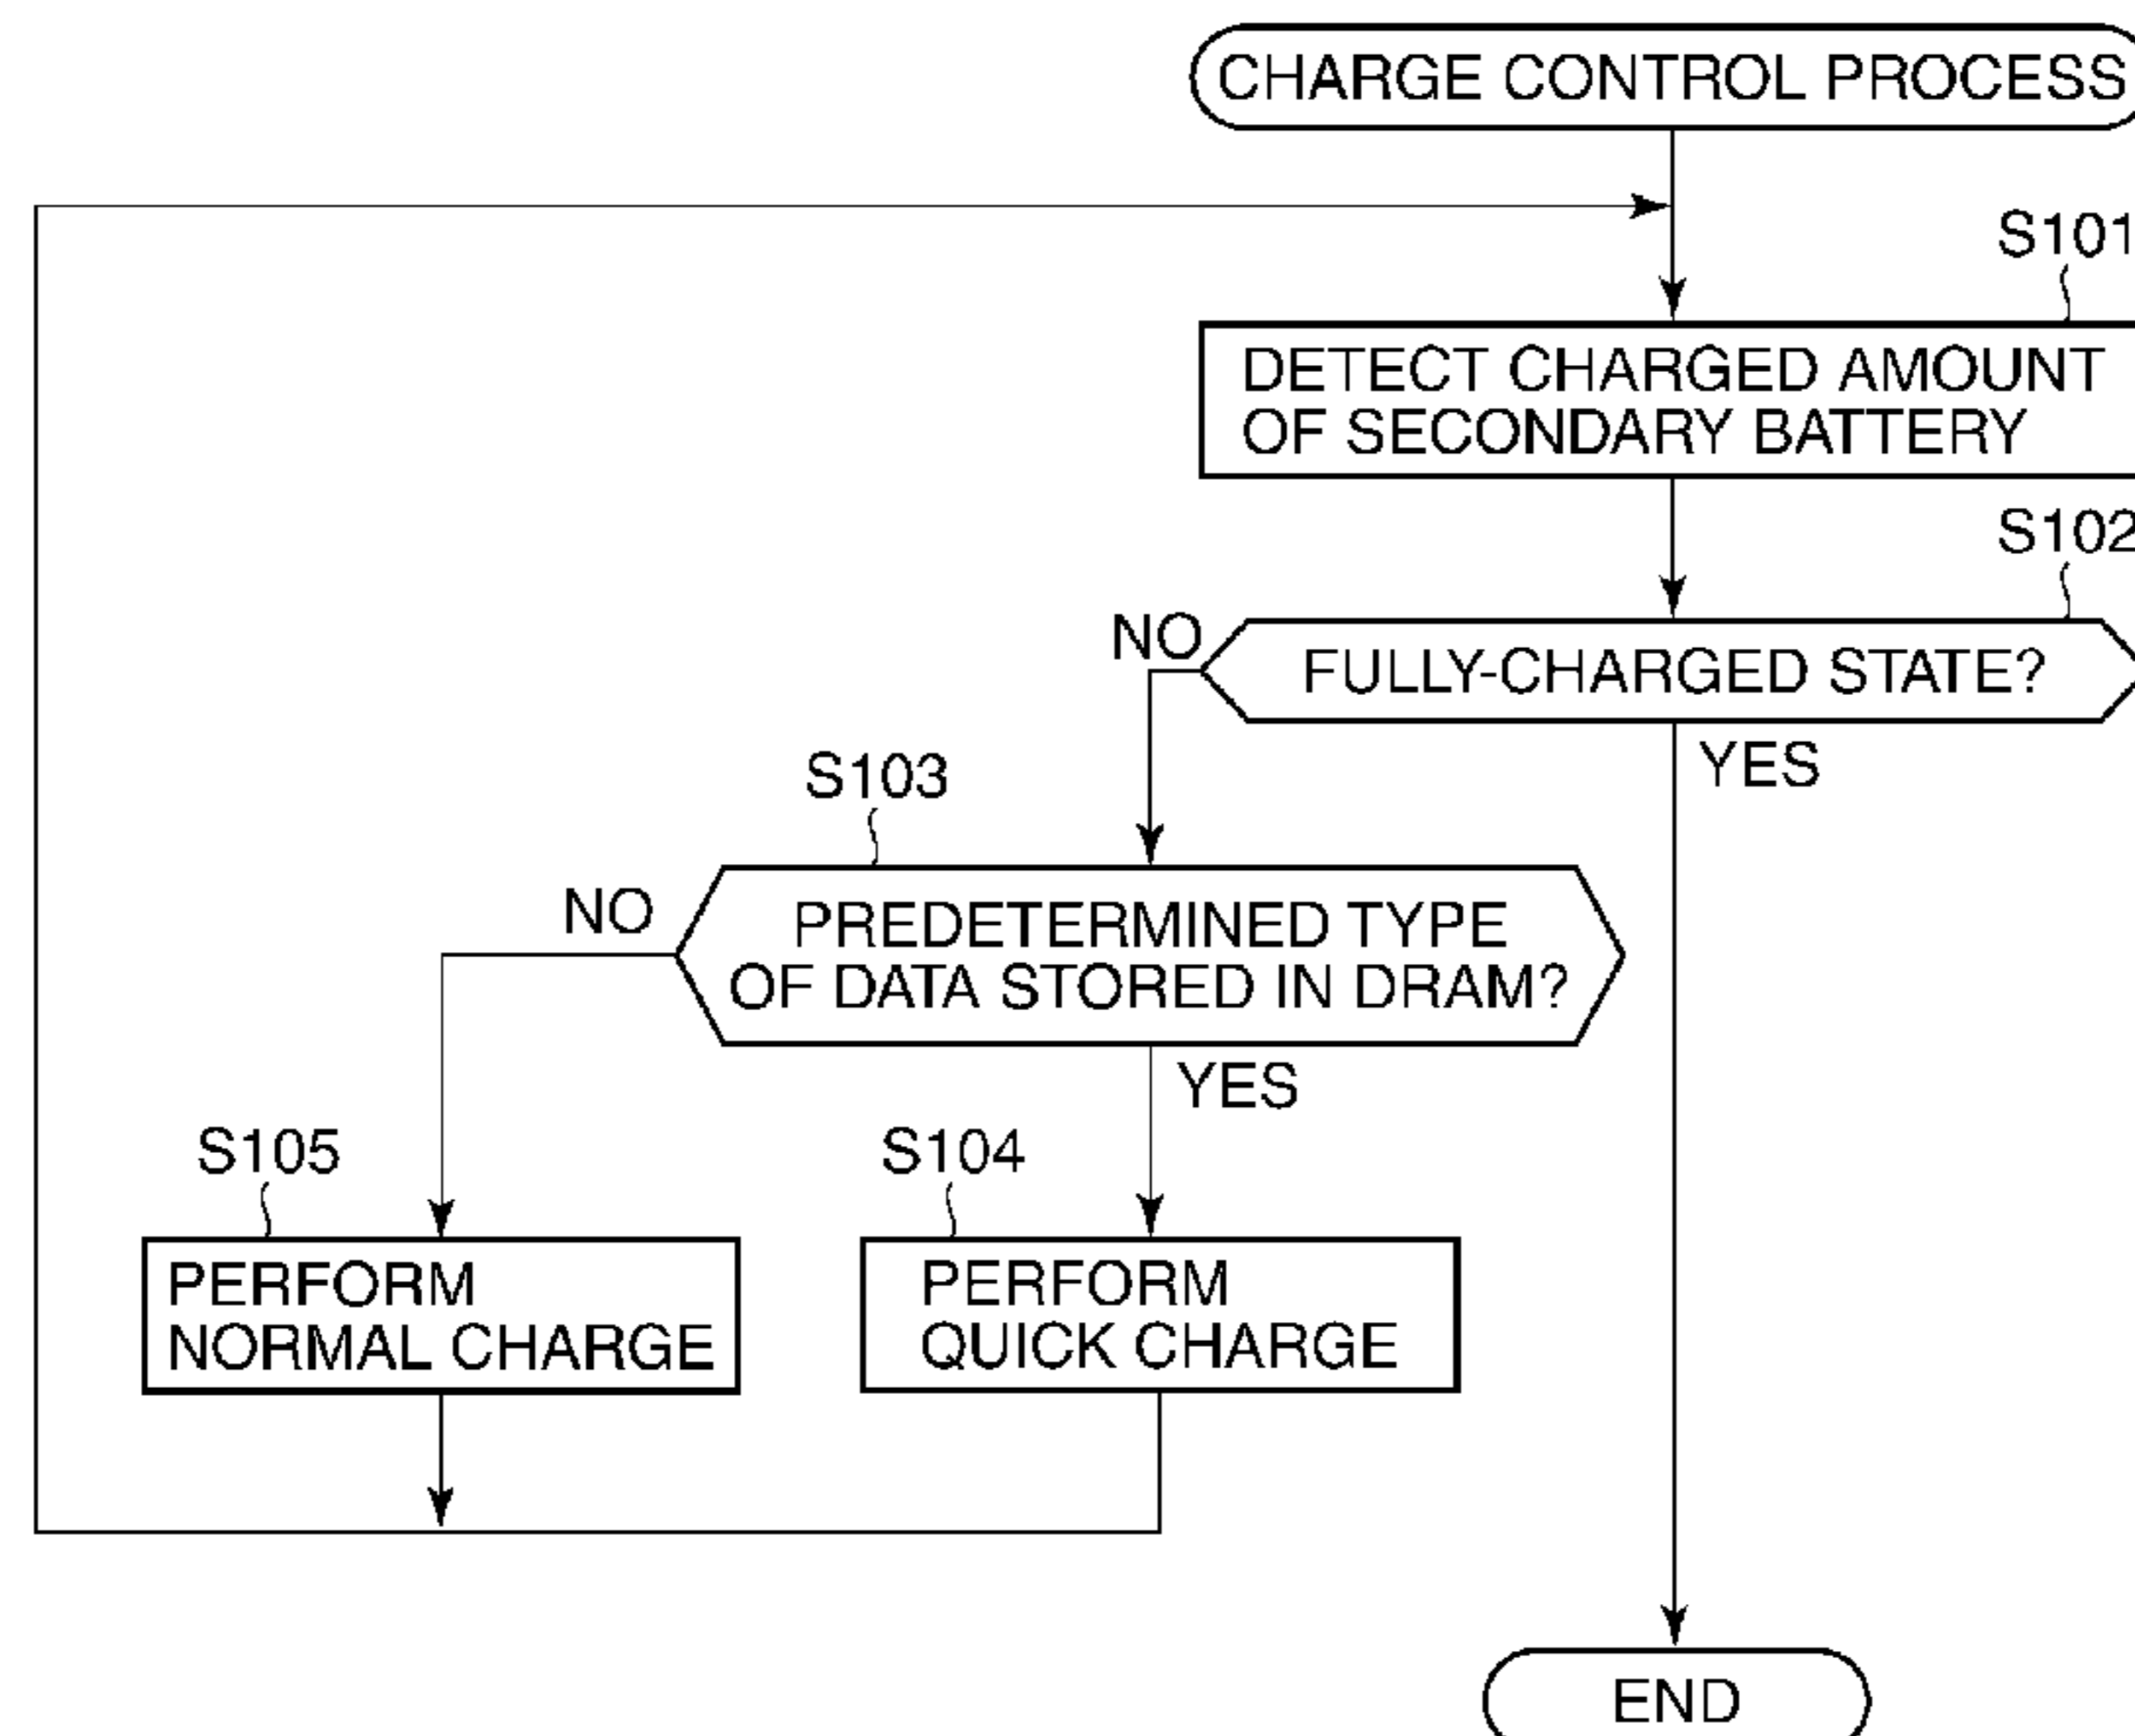 CHARGE CONTROL PROCESS
S101
DETECT CHARGED AMOUNT
OF SECONDARY BATTERY
S102
NO
FULLY-CHARGED STATE?
YES
S103
NO
PREDETERMINED TYPE
OF DATA STORED IN DRAM?
YES
S105
S104
PERFORM
NORMAL CHARGE
PERFORM
QUICK CHARGE
END